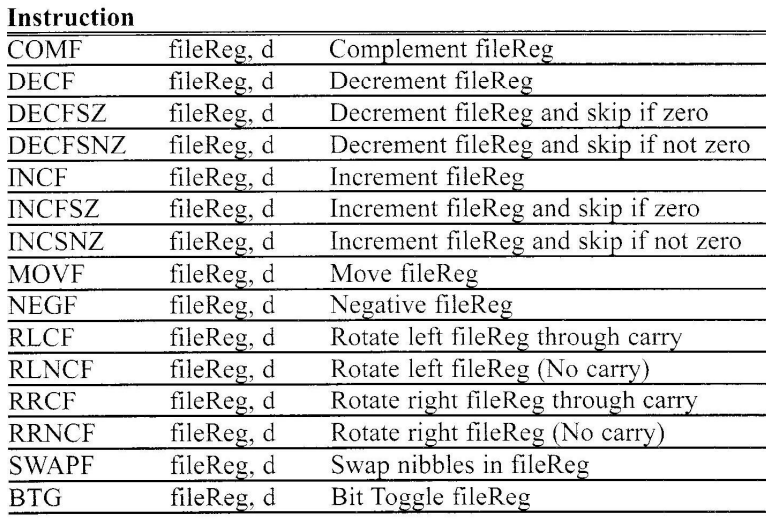 Instruction
COMF fileReg, d Complement fileReg
DECF fileReg, d Decrement fileReg
DECFSZ fileReg, d Decrement fileReg and skip if zero
DECFSNZ fileReg, d Decrement fileReg and skip if not zero
INCF fileReg, d Increment fileReg
INCFSZ fileReg, d Increment fileReg and skip if zero
INCSNZ fileReg, d Increment fileReg and skip if not zero
MOVF fileReg, d Move fileReg
NEGF fileReg, d Negative fileReg
RLCF fileReg, d Rotate left fileReg through carry
RLNCF fileReg, d Rotate left fileReg (No carry)
RRCF fileReg, d Rotate right fileReg through carry
RRNCF fileReg, d Rotate right fileReg (No carry)
SWAPF fileReg, d Swap nibbles in fileReg
BTG fileReg, d Bit Toggle fileReg